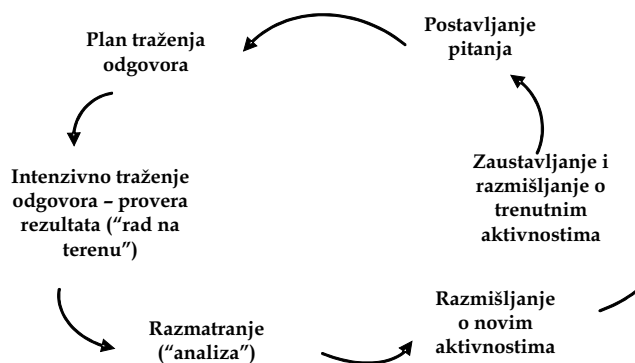 Postavljanje
pitanja
Plan traženja
odgovora
Intenzivno traženje
odgovora – provera
rezultata (“rad na
terenu”)
Razmatranje
(“analiza”)
Razmišljanje
o novim
aktivnostima
Zaustavljanje i
razmišljanje o
trenutnim
aktivnostima